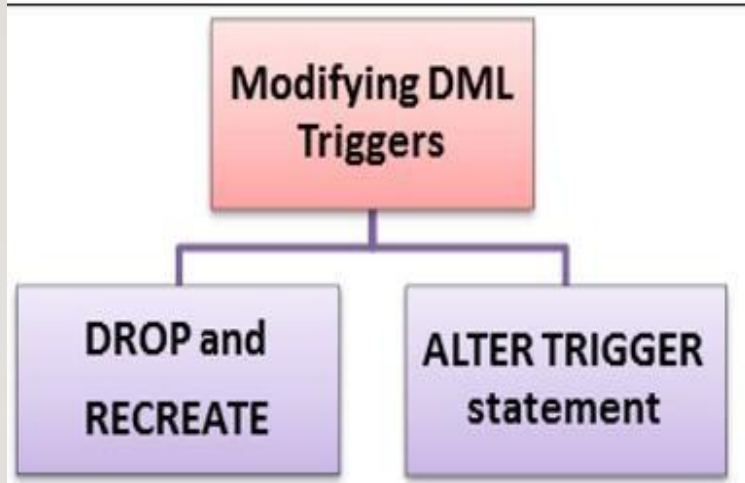 Modifying DML
Triggers
DROP and
RECREATE
ALTER TRIGGER
statement